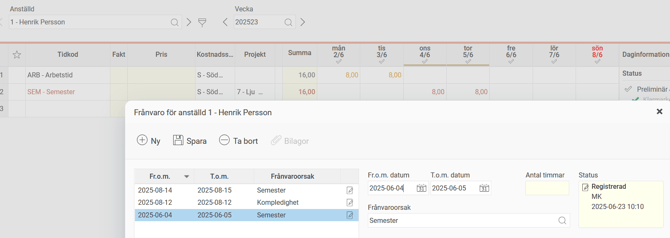 Anställd Vecka
1 - Henrik Persson 202523
Tidkod Fakt Pris Kostnadss... Projekt Summa mån 2/6 tis 3/6 ons 4/6 tor 5/6 fre 6/6 lör 7/6 sön 8/6 Daginformation
1 ARB - Arbetstid S - Söd... 16,00 8,00 8,00 Status
2 SEM - Semester S - Söd... 7 - Lju 16,00 8,00 8,00 Preliminär
3
Frånvaro för anställd 1 - Henrik Persson
Ny Spara Ta bort Bilagor
Fr.o.m. T.o.m. Frånvaroorsak
2025-08-14 2025-08-15 Semester
2025-08-12 2025-08-12 Kompledighet
2025-06-04 2025-06-05 Semester
Fr.o.m. datum T.o.m. datum Antal timmar Status
2025-06-04 2025-06-05 Registrerad
MK
2025-06-23 10:10
Frånvaroorsak
Semester